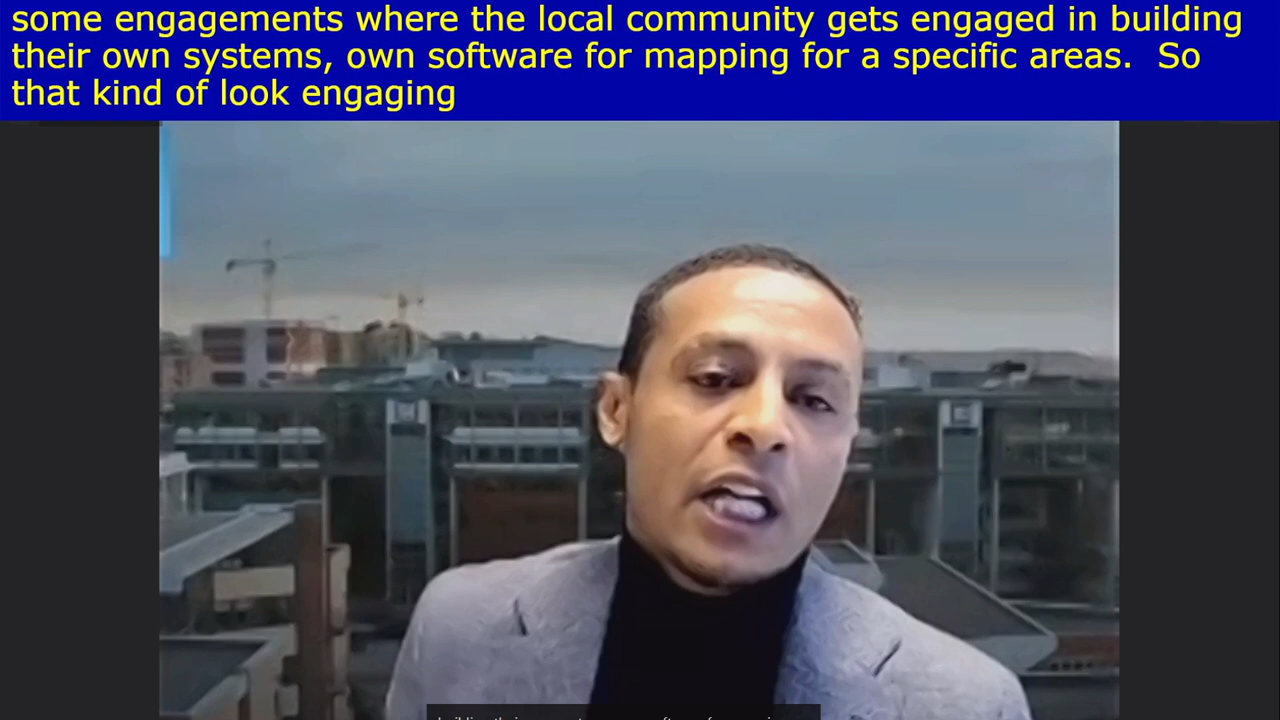 some engagements where the local community gets engaged in building
their own systems, own software for mapping for a specific areas.  So
that kind of look engaging